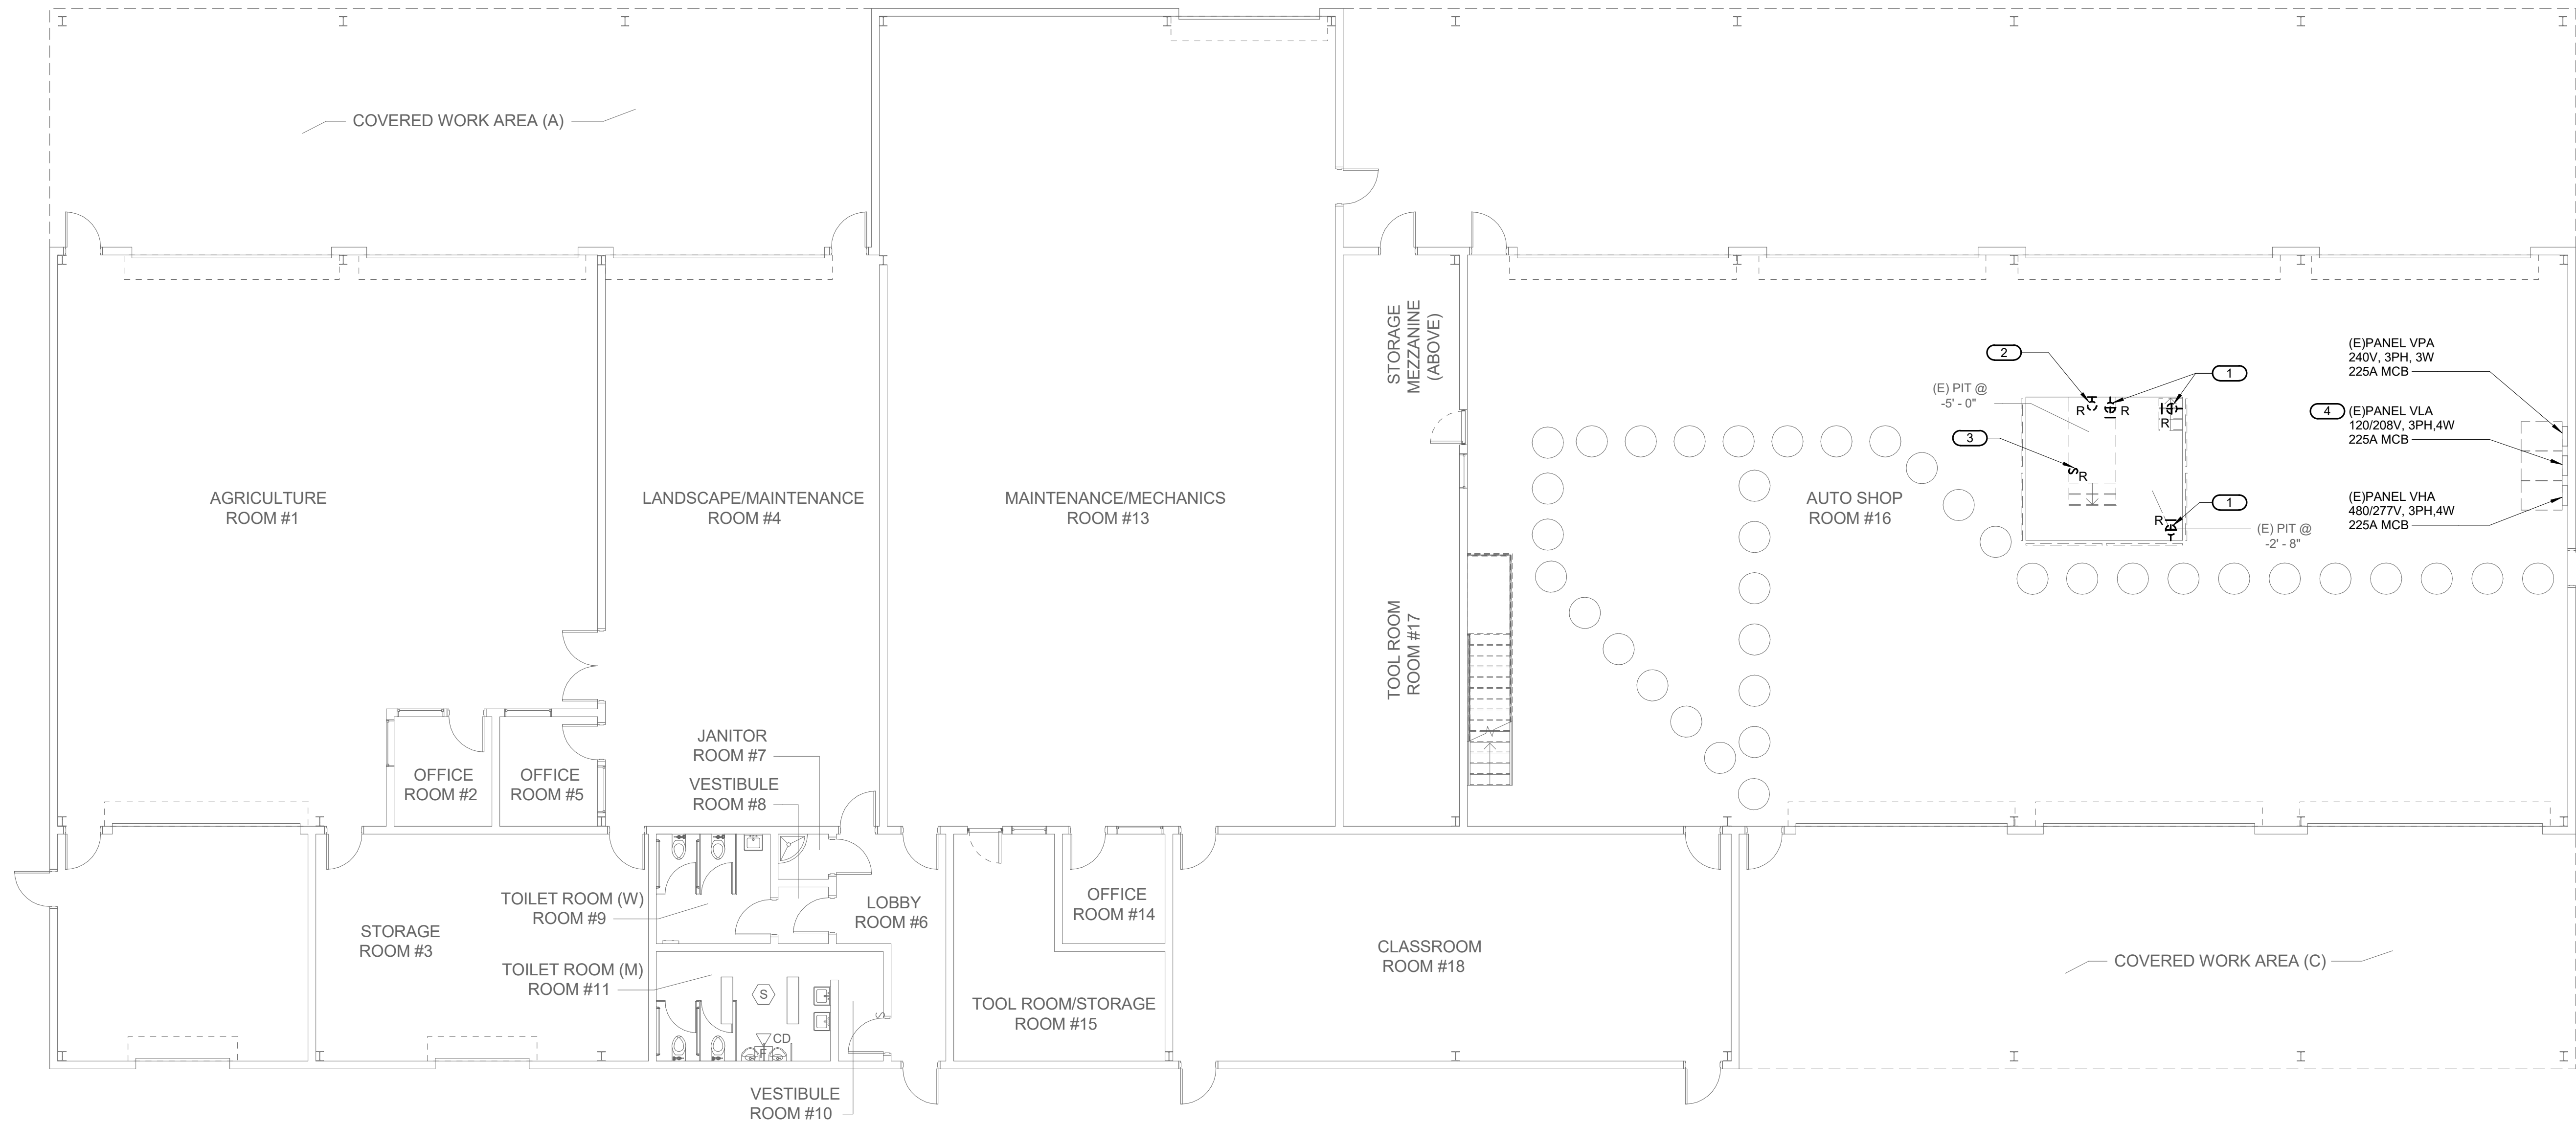 COVERED WORK AREA (A)
STORAGE
MEZZANINE
(ABOVE)
(E)PANEL VPA
240V, 3PH, 3W
225A MCB
2
1
(E) PIT @
-5' - 0"
R
R
R
4
(E)PANEL VLA
120/208V, 3PH,4W
225A MCB
3
R
AGRICULTURE
ROOM #1
LANDSCAPE/MAINTENANCE
ROOM #4
MAINTENANCE/MECHANICS
ROOM #13
AUTO SHOP
ROOM #16
S
1
R
(E)PANEL VHA
480/277V, 3PH,4W
225A MCB
(E) PIT @
-2' - 8"
TOOL ROOM
ROOM #17
JANITOR
ROOM #7
OFFICE
ROOM #2
OFFICE
ROOM #5
VESTIBULE
ROOM #8
TOILET ROOM (W)
ROOM #9
LOBBY
ROOM #6
OFFICE
ROOM #14
STORAGE
ROOM #3
CLASSROOM
ROOM #18
COVERED WORK AREA (C)
TOILET ROOM (M)
ROOM #11
S
TOOL ROOM/STORAGE
ROOM #15
S
CD
F
VESTIBULE
ROOM #10